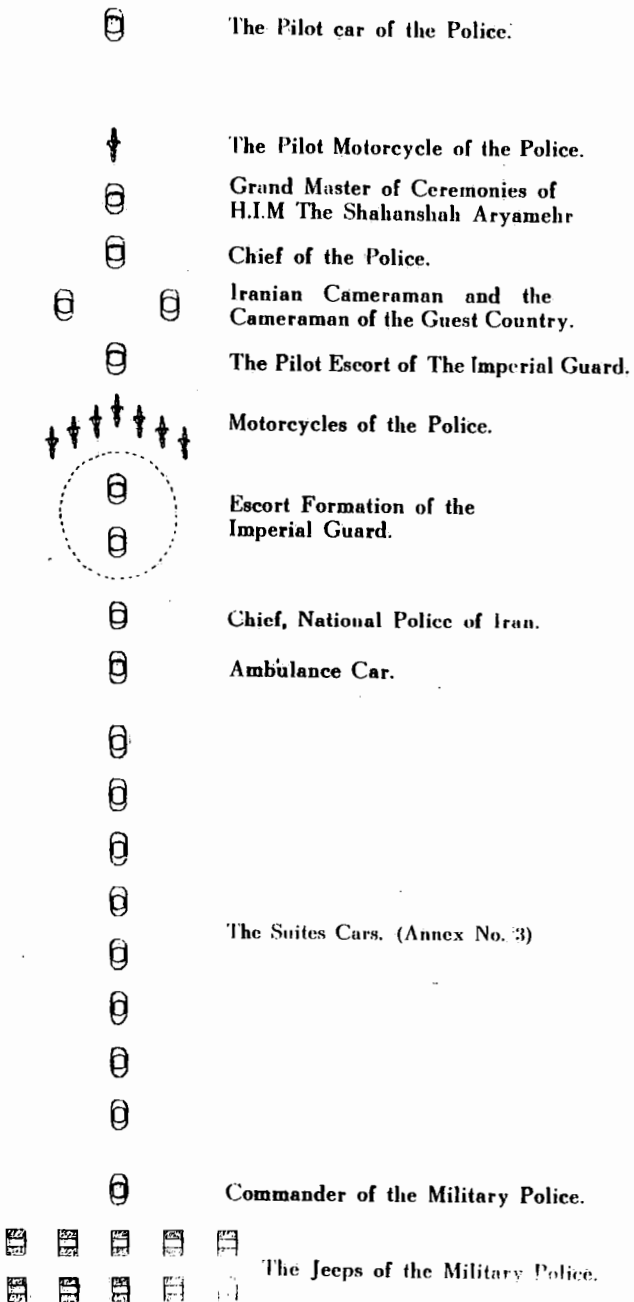 The Pilot car of the Police.
The Pilot Motorcycle of the Police.
Grand Master of Ceremonies of
H.I.M The Shahanshah Aryamehr
Chief of the Police.
Iranian Cameraman and the
Cameraman of the Guest Country.
The Pilot Escort of The Imperial Guard.
Motorcycles of the Police.
Escort Formation of the
Imperial Guard.
Chief, National Police of Iran.
Ambulance Car.
The Suites Cars. (Annex No. 3)
Commander of the Military Police.
The Jeeps of the Military Police.